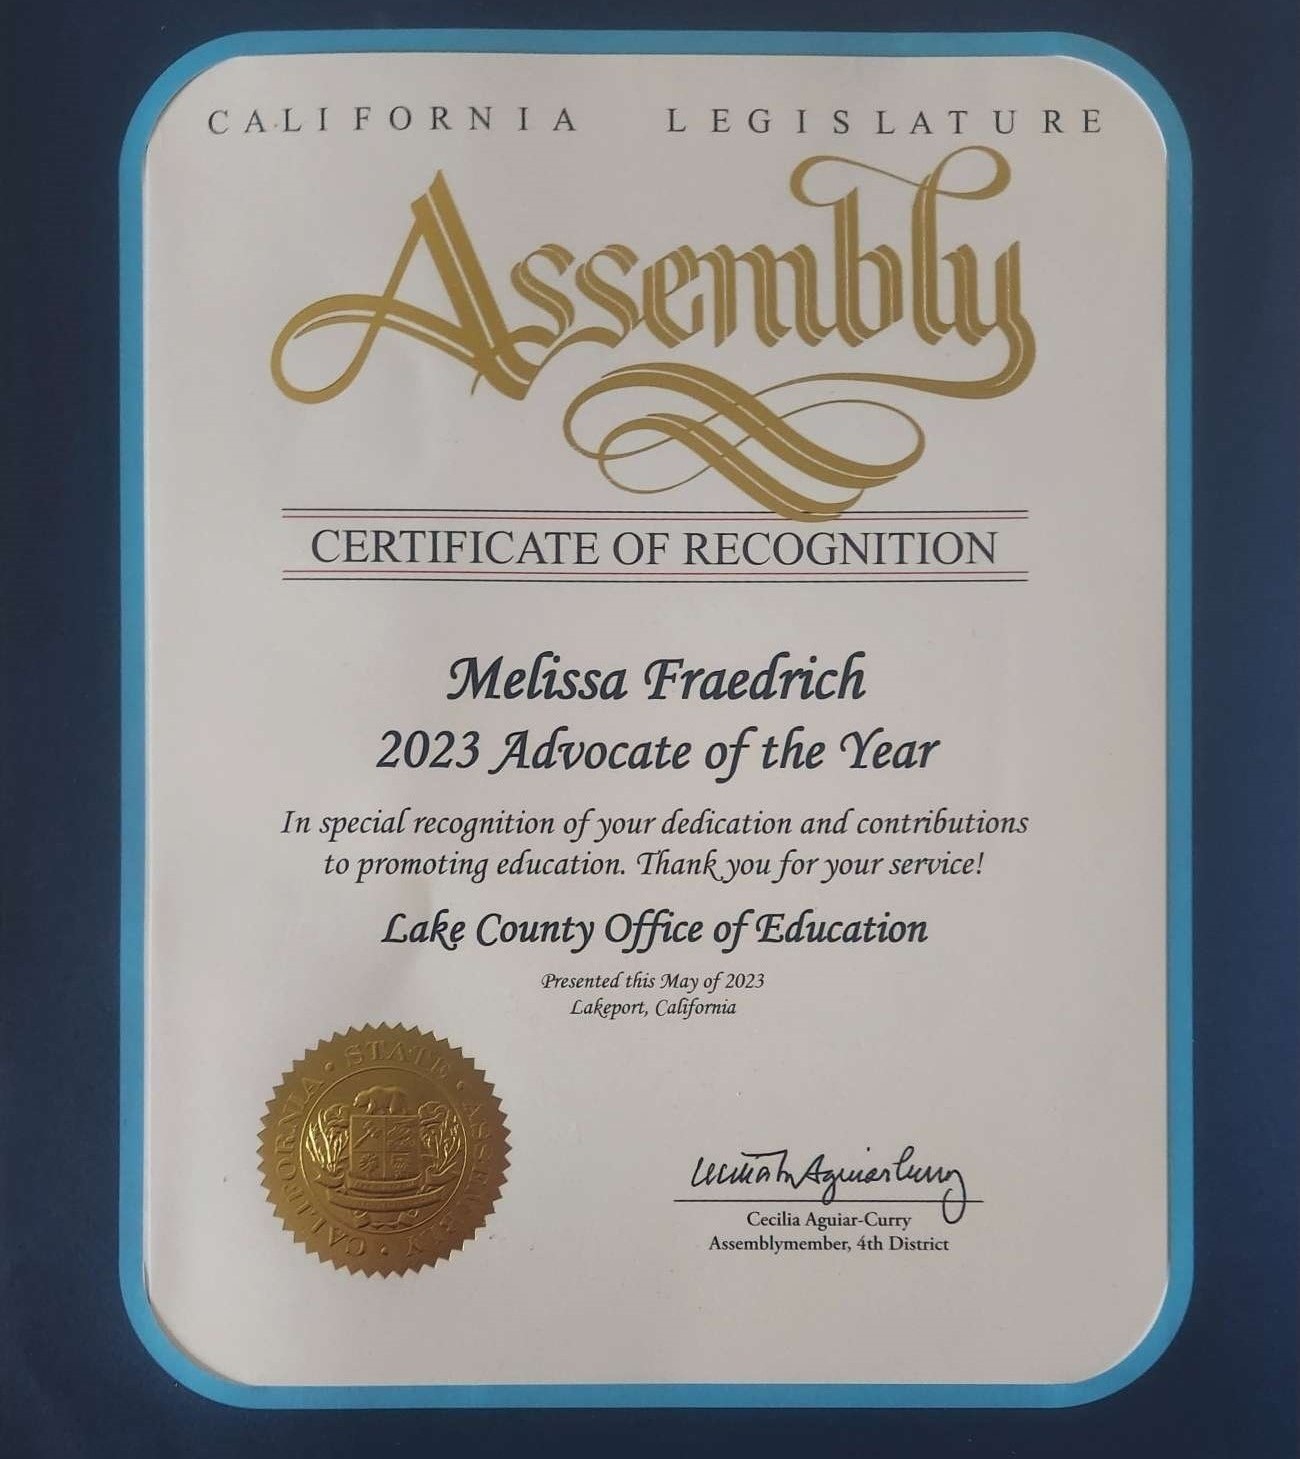 CALIFORNIA LEGISLATURE
Assembly
CERTIFICATE OF RECOGNITION
Melissa Fraedrich
2023 Advocate of the Year
In special recognition of your dedication and contributions
to promoting education. Thank you for your service!
Lake County Office of Education
Presented this May of 2023
Lakeport, California
CALIFORNIA · STATE · ASSEMBLY ·
Cecilia Aguiar-Curry
Cecilia Aguiar-Curry
Assemblymember, 4th District